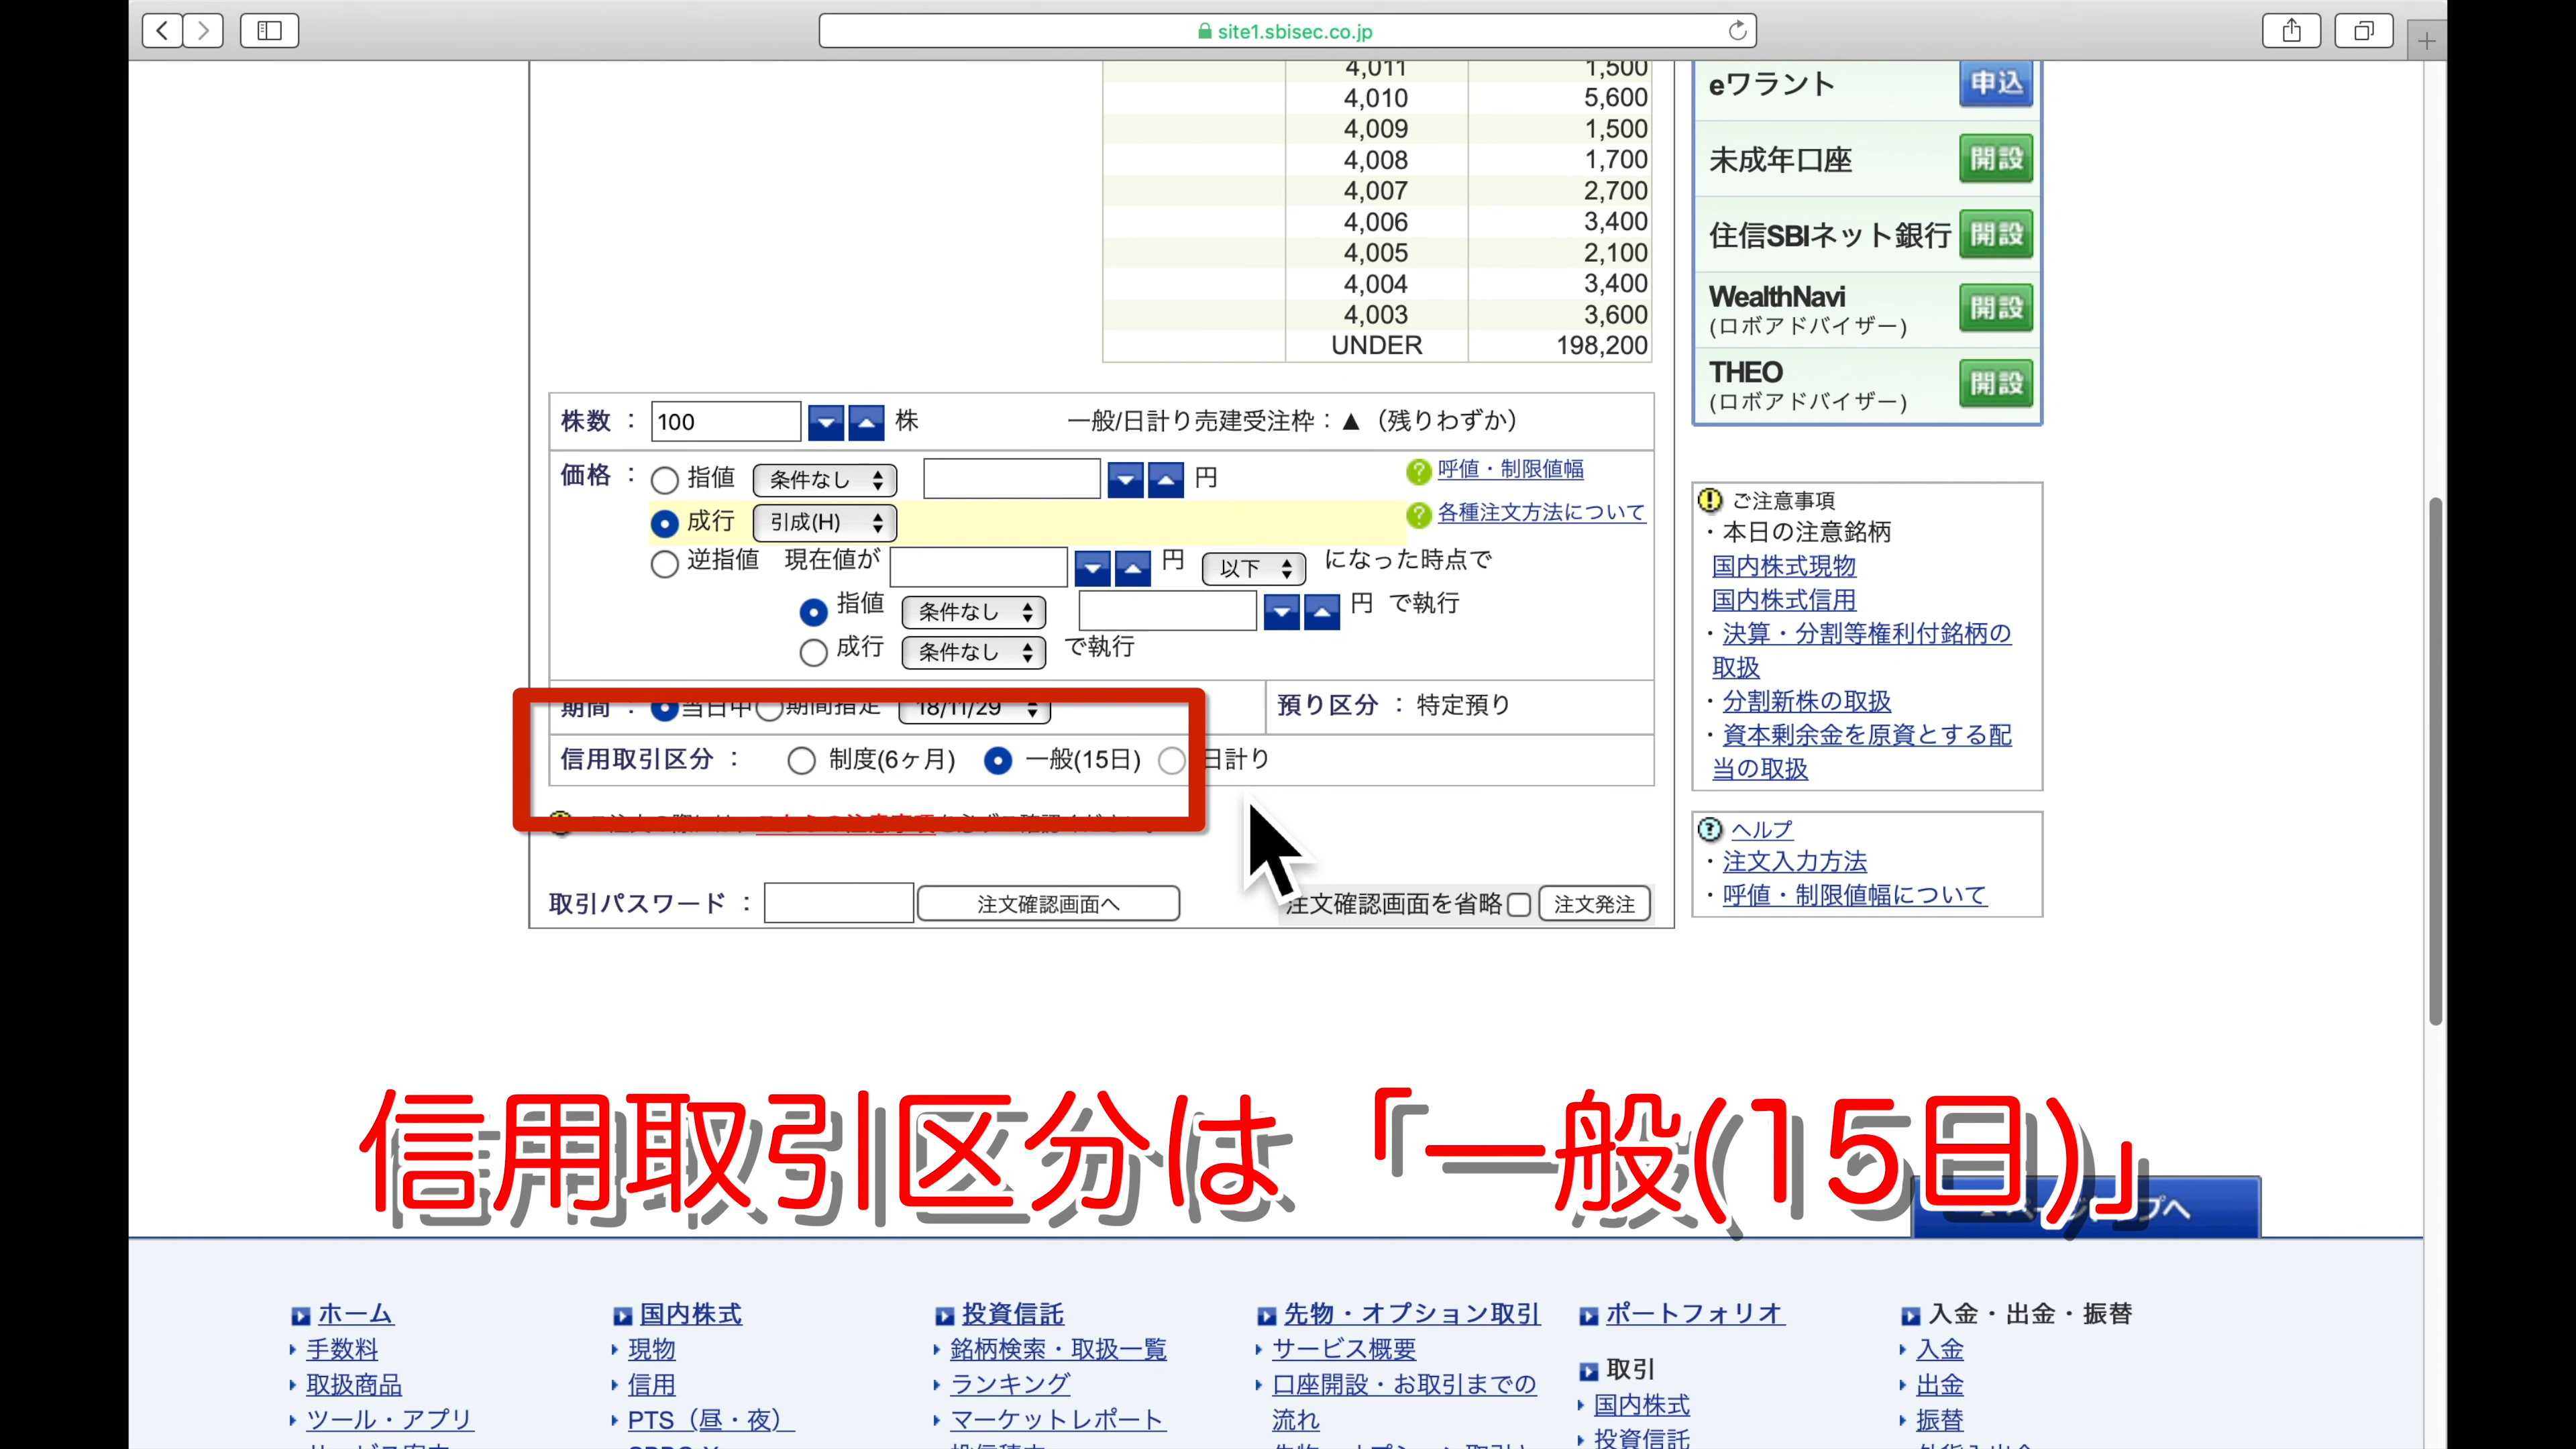 site1.sbisec.co.jp
4,011 1,500
4,010 5,600
4,009 1,500
4,008 1,700
4,007 2,700
4,006 3,400
4,005 2,100
4,004 3,400
4,003 3,600
UNDER 198,200
eワラント 申込
未成年口座 開設
住信SBIネット銀行 開設
WealthNavi
(ロボアドバイザー) 開設
THEO
(ロボアドバイザー) 開設
株数 : 100 株 一般/日計り売建受注枠:▲(残りわずか)
価格 : 指値 条件なし 円 呼値・制限値幅
成行 引成(H) 各種注文方法について
逆指値 現在値が 円 以下 になった時点で
指値 条件なし 円 で執行
成行 条件なし で執行
期間 : 当日中 期間指定 18/11/29 預り区分 : 特定預り
信用取引区分 : 制度(6ヶ月) 一般(15日) 日計り
取引パスワード : 注文確認画面へ 注文確認画面を省略 注文発注
ご注意事項
・本日の注意銘柄
国内株式現物
国内株式信用
・決算・分割等権利付銘柄の
取扱
・分割新株の取扱
・資本剰余金を原資とする配
当の取扱
ヘルプ
・注文入力方法
・呼値・制限値幅について
信用取引区分は「一般(15日)」
ホーム
手数料
取扱商品
ツール・アプリ
国内株式
現物
信用
PTS(昼・夜)
投資信託
銘柄検索・取扱一覧
ランキング
マーケットレポート
先物・オプション取引
サービス概要
口座開設・お取引までの
流れ
ポートフォリオ
取引
国内株式
投資信託
入金・出金・振替
入金
出金
振替